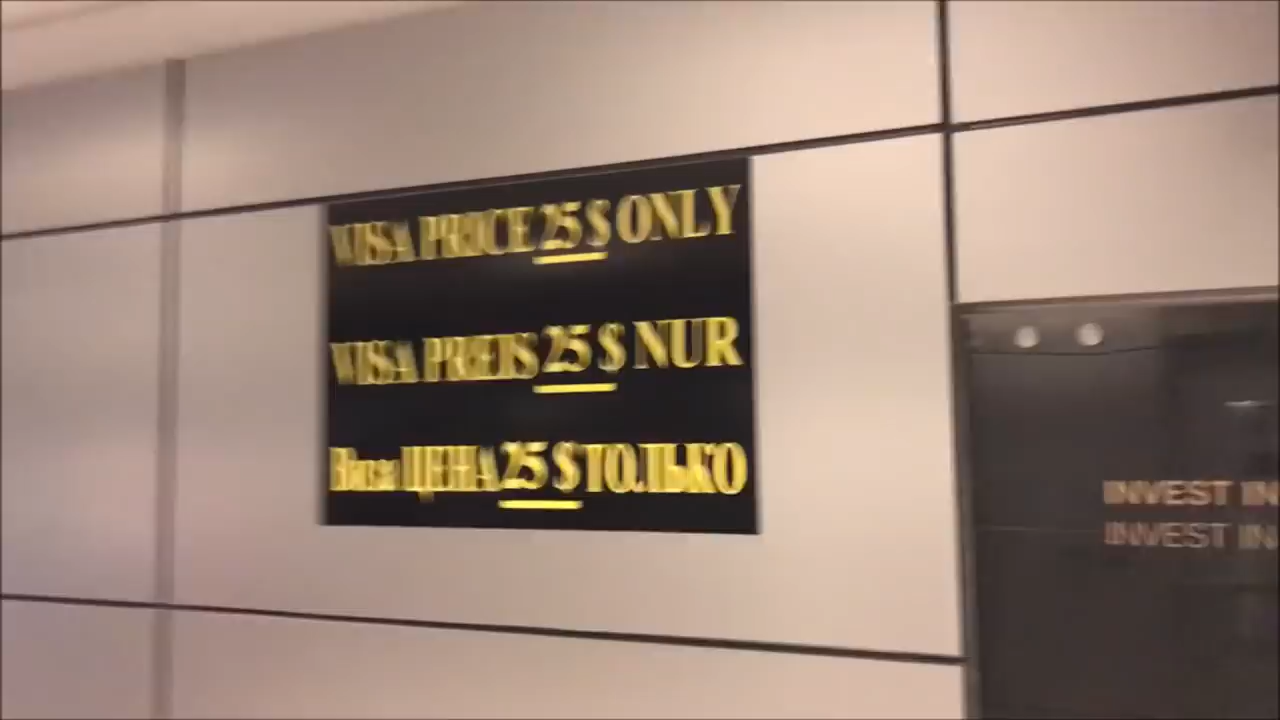 VISA PRICE 25 $ ONLY
VISA PREIS 25 $ NUR
Виза ЦЕНА 25 $ ТОЛЬКО
INVEST IN
INVEST IN